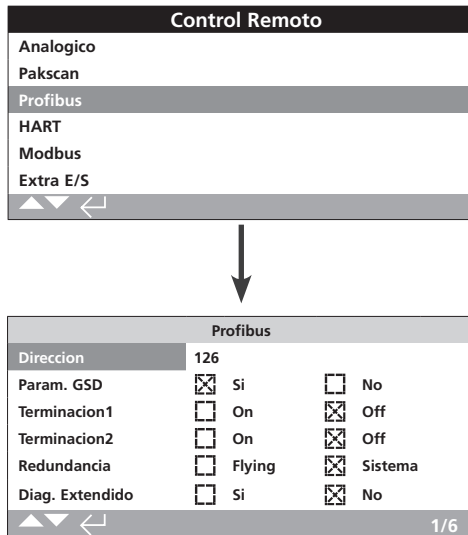 Control Remoto
Analogico
Pakscan
Profibus
HART
Modbus
Extra E/S
Profibus
Direccion 126
Param. GSD Si No
Terminacion1 On Off
Terminacion2 On Off
Redundancia Flying Sistema
Diag. Extendido Si No
1/6